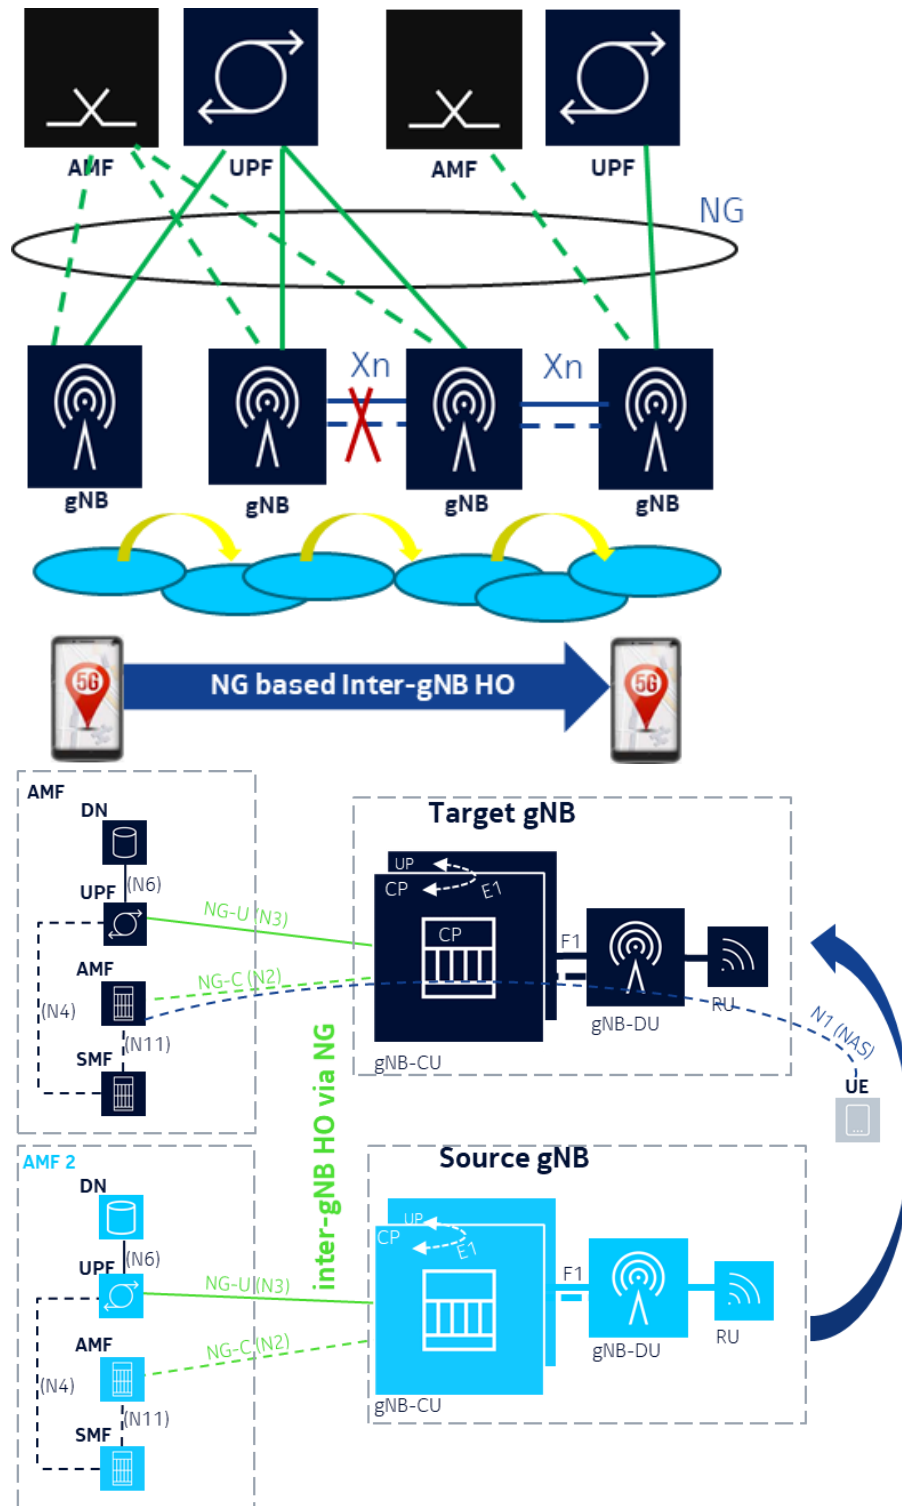 AMF
UPF
AMF
UPF
NG
Xn
Xn
gNB
gNB
gNB
gNB
5G
5G
NG based Inter-gNB HO
AMF
DN
(N6)
UPF
NG-U (N3)
AMF
NG-C (N2)
(N4)
(N11)
SMF
Target gNB
UP
CP
E1
CP
F1
gNB-DU
RU
gNB-CU
N1 (NAS)
UE
inter-gNB HO via NG
AMF 2
DN
(N6)
UPF
NG-U (N3)
AMF
NG-C (N2)
(N4)
(N11)
SMF
Source gNB
UP
CP
E1
F1
gNB-DU
RU
gNB-CU